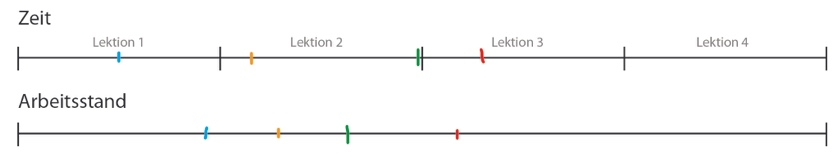 Zeit
Lektion 1 Lektion 2 Lektion 3 Lektion 4
Arbeitsstand